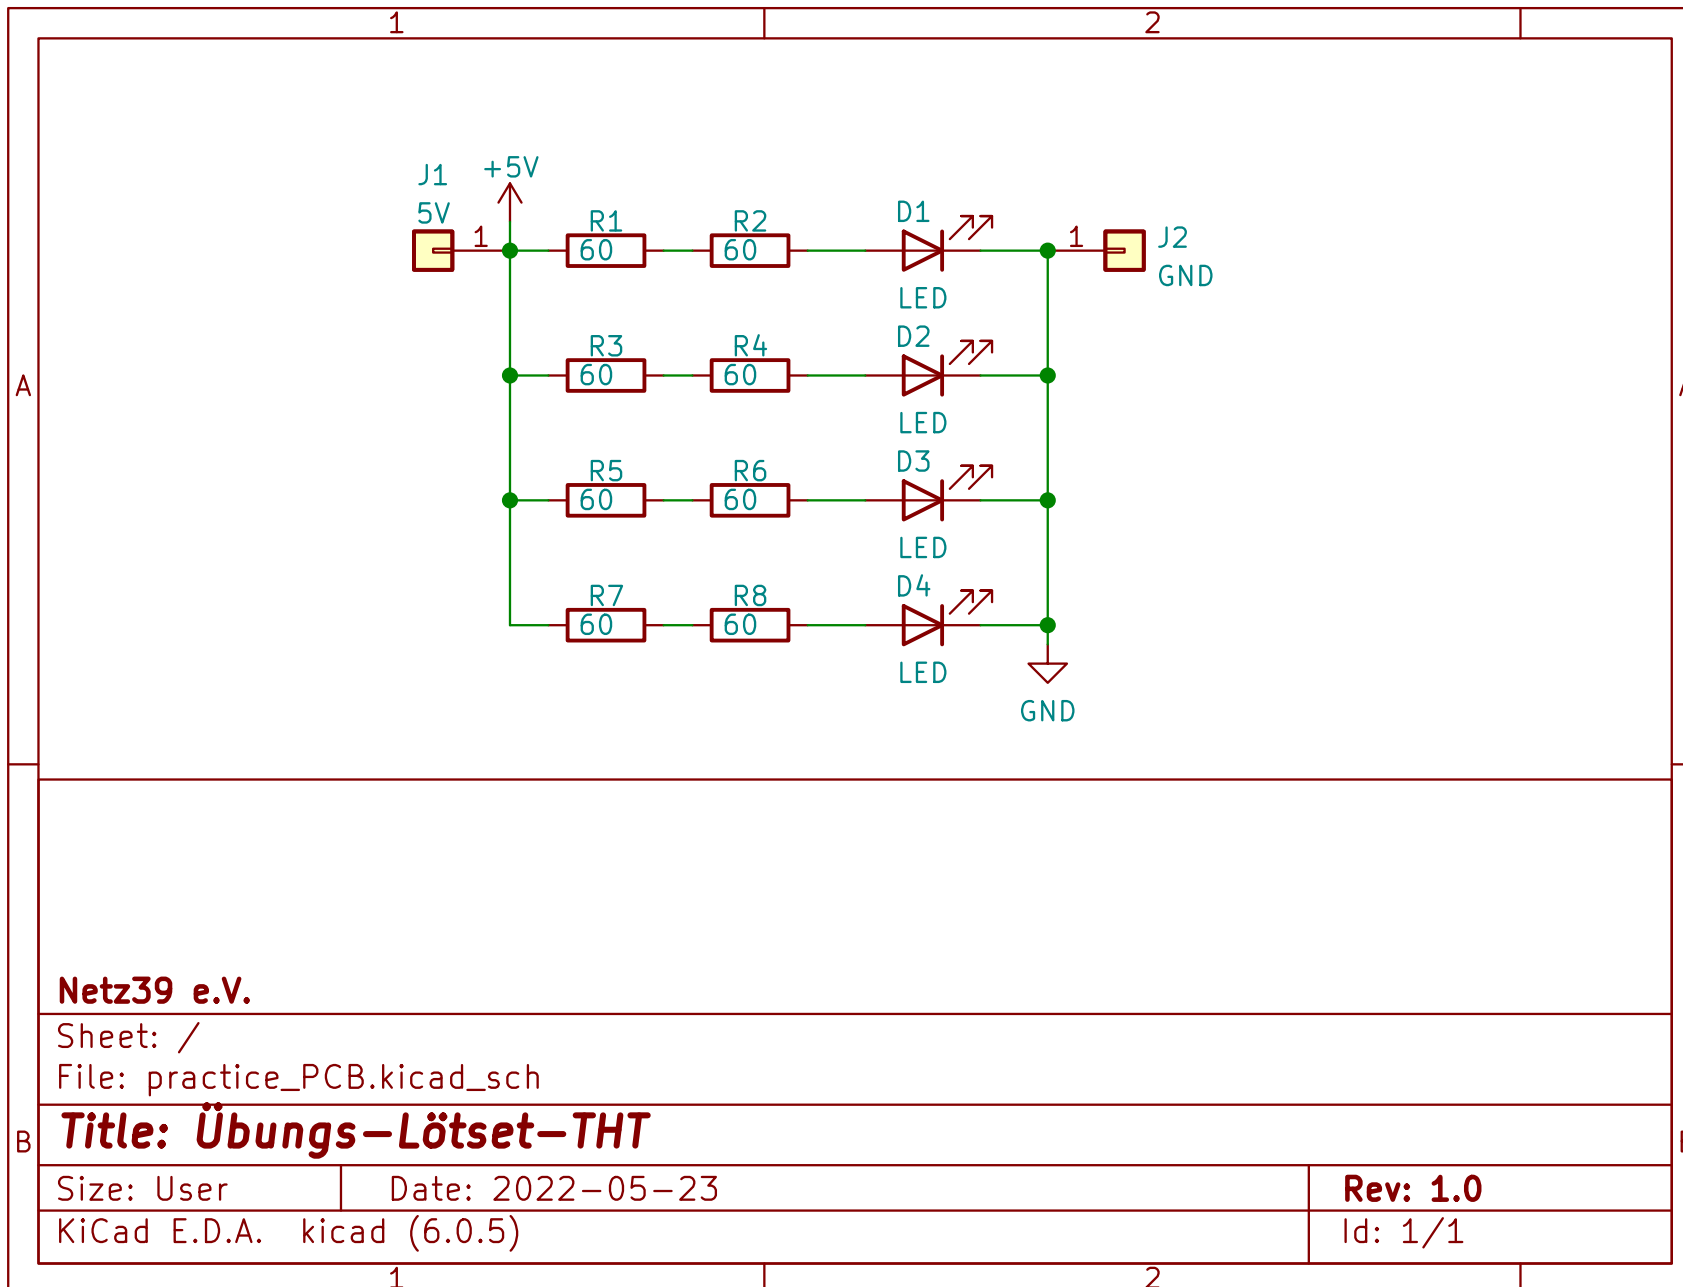 1 2
J1 +5V
5V
1 R1 R2 D1 1 J2
60 60 GND
LED
R3 R4 D2
60 60
LED
A
R5 R6 D3
60 60
LED
R7 R8 D4
60 60
LED
GND
Netz39 e.V.
Sheet: /
File: practice_PCB.kicad_sch
B Title: Übungs-Lötset-THT
Size: User Date: 2022-05-23 Rev: 1.0
KiCad E.D.A. kicad (6.0.5) Id: 1/1
1 2